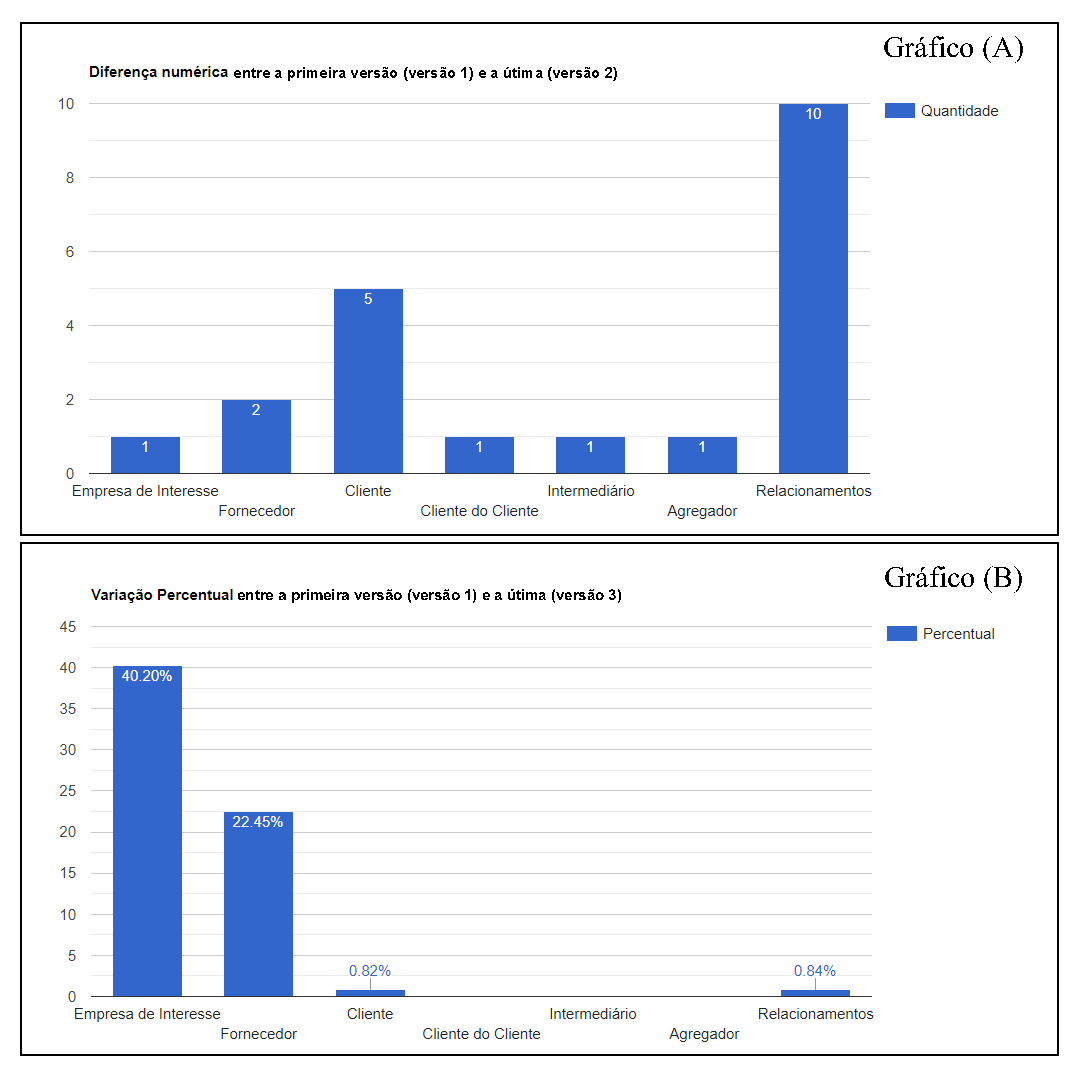 Gráfico (A)
Diferença numérica entre a primeira versão (versão 1) e a útima (versão 2)
Quantidade
10
8
6
4
2
0
1
2
5
1
1
1
10
Empresa de Interesse
Fornecedor
Cliente
Cliente do Cliente
Intermediário
Agregador
Relacionamentos
Gráfico (B)
Variação Percentual entre a primeira versão (versão 1) e a útima (versão 3)
Percentual
45
40
35
30
25
20
15
10
5
0
40.20%
22.45%
0.82%
0.84%
Empresa de Interesse
Fornecedor
Cliente
Cliente do Cliente
Intermediário
Agregador
Relacionamentos